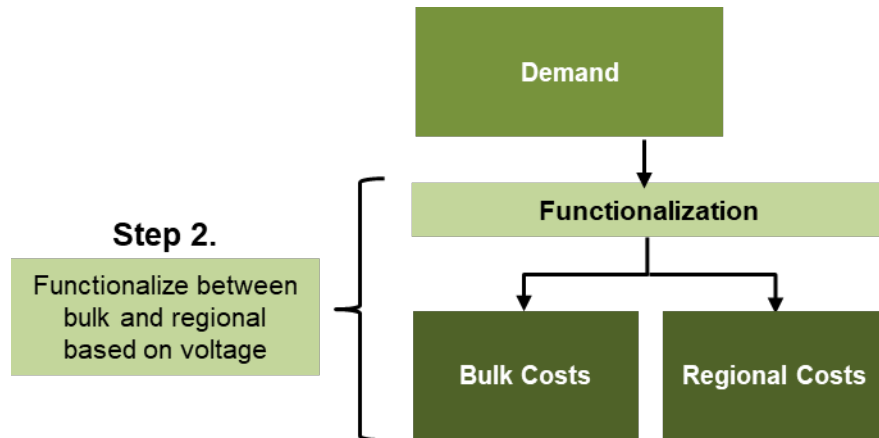 Demand
Functionalization
Step 2.
Functionalize between
bulk and regional
based on voltage
Bulk Costs
Regional Costs